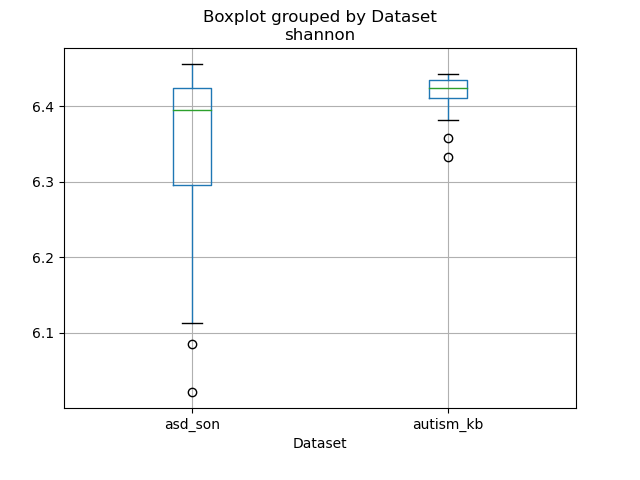 Boxplot grouped by Dataset
shannon
6.4
6.3
6.2
6.1
asd_son
autism_kb
Dataset